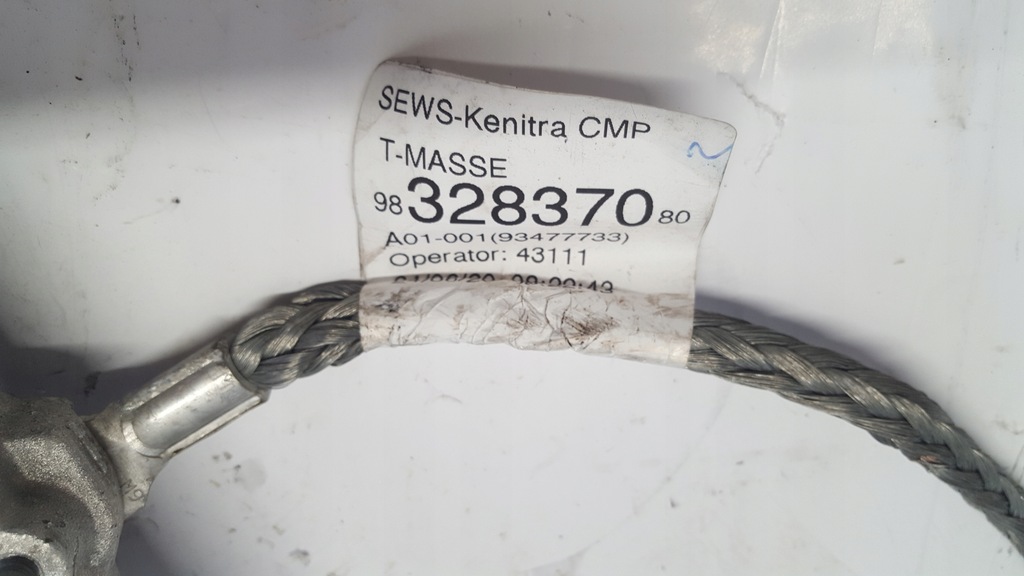 SEWS-Kenitra CMP
T-MASSE
98 328370 80
A01-001(93477733)
Operator: 43111